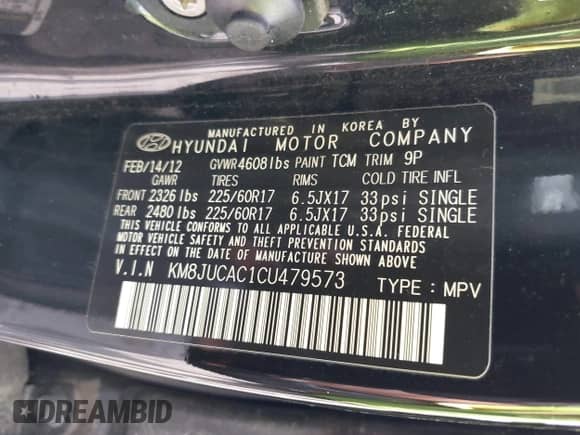 MANUFACTURED IN KOREA BY
HYUNDAI MOTOR COMPANY
FEB/14/12 GVWR 4608lbs PAINT TCM TRIM 9P
GAWR TIRES RIMS COLD TIRE INFL
FRONT 2326 lbs 225/60R17 6.5JX17 33psi SINGLE
REAR 2480 lbs 225/60R17 6.5JX17 33psi SINGLE
THIS VEHICLE CONFORMS TO ALL APPLICABLE U.S.A. FEDERAL
MOTOR VEHICLE SAFETY AND THEFT PREVENTION STANDARDS
IN EFFECT ON THE DATE OF MANUFACTURE SHOWN ABOVE
V.I.N KM8JUCAC1CU479573 TYPE : MPV
DREAMBID